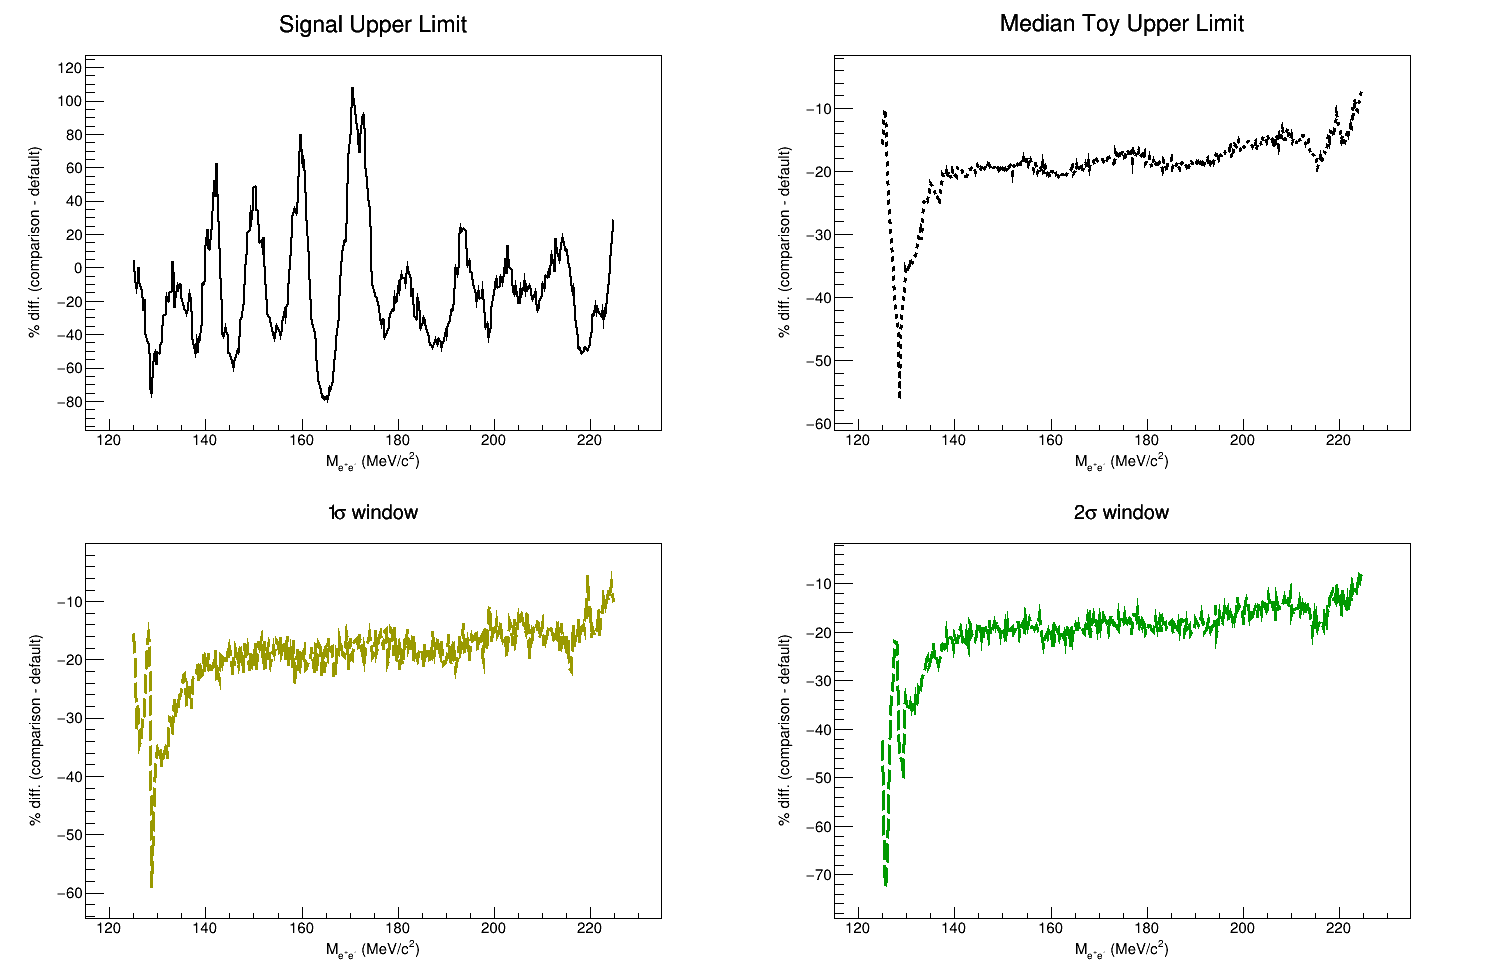 Signal Upper Limit
% diff. (comparison - default)
120
100
80
60
40
20
0
−20
−40
−60
−80
120 140 160 180 200 220
M_{e⁺e⁻} (MeV/c²)
Median Toy Upper Limit
% diff. (comparison - default)
−10
−20
−30
−40
−50
−60
120 140 160 180 200 220
M_{e⁺e⁻} (MeV/c²)
1σ window
% diff. (comparison - default)
−10
−20
−30
−40
−50
−60
120 140 160 180 200 220
M_{e⁺e⁻} (MeV/c²)
2σ window
% diff. (comparison - default)
−10
−20
−30
−40
−50
−60
−70
120 140 160 180 200 220
M_{e⁺e⁻} (MeV/c²)